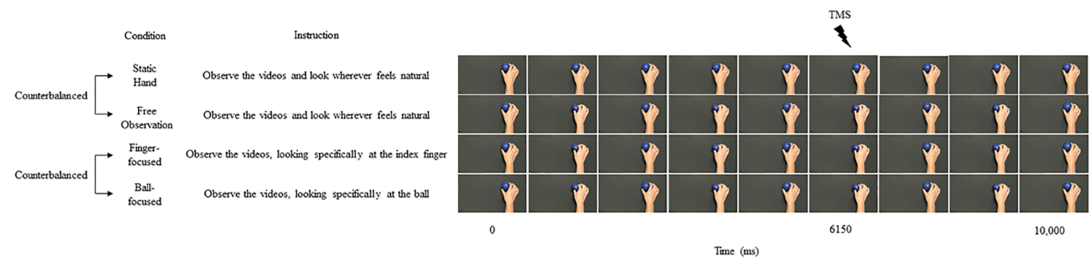 TMS
Condition
Instruction
Static
Hand
Observe the videos and look wherever feels natural
Counterbalanced
Free
Observation
Observe the videos and look wherever feels natural
Finger-
focused
Observe the videos, looking specifically at the index finger
Counterbalanced
Ball-
focused
Observe the videos, looking specifically at the ball
0
6150
10,000
Time (ms)